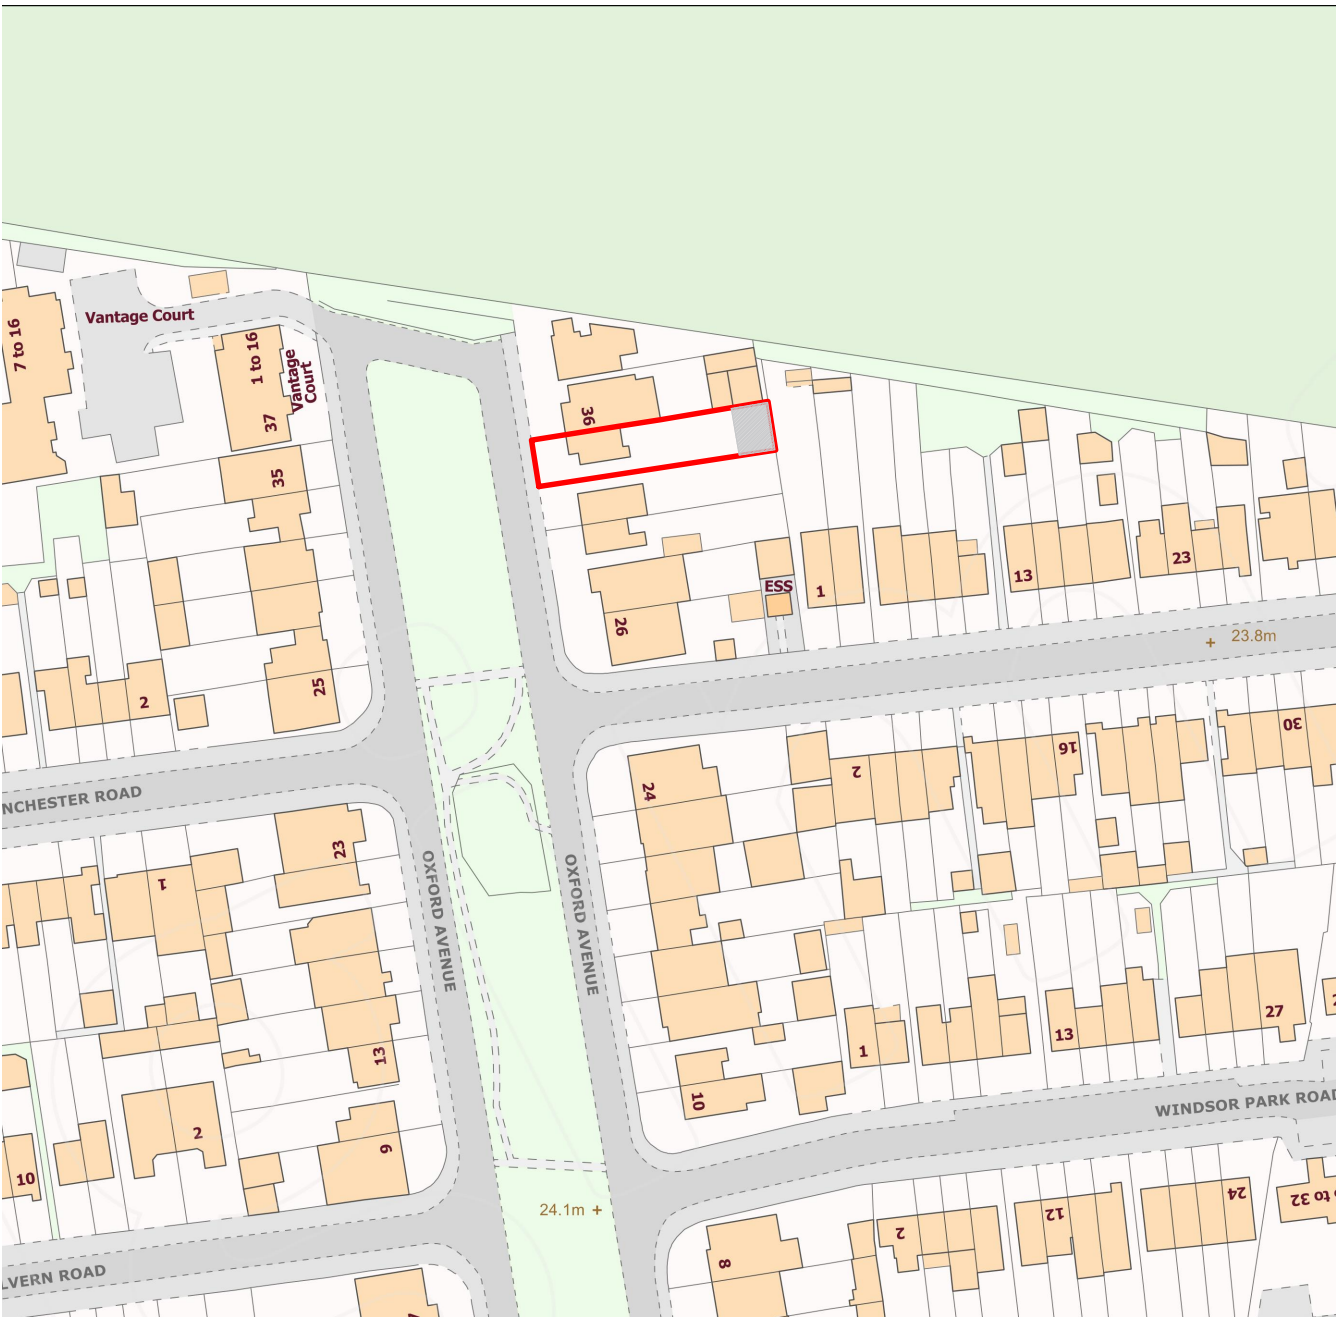 Vantage Court
7 to 16
1 to 16
Vantage
Court
37
36
35
ESS
1
13
23
26
23.8m
2
25
24
2
16
30
NCHESTER ROAD
1
23
OXFORD AVENUE
OXFORD AVENUE
13
1
13
27
2
10
2
9
10
WINDSOR PARK ROAD
24.1m
8
2
12
24
to 32
LVERN ROAD